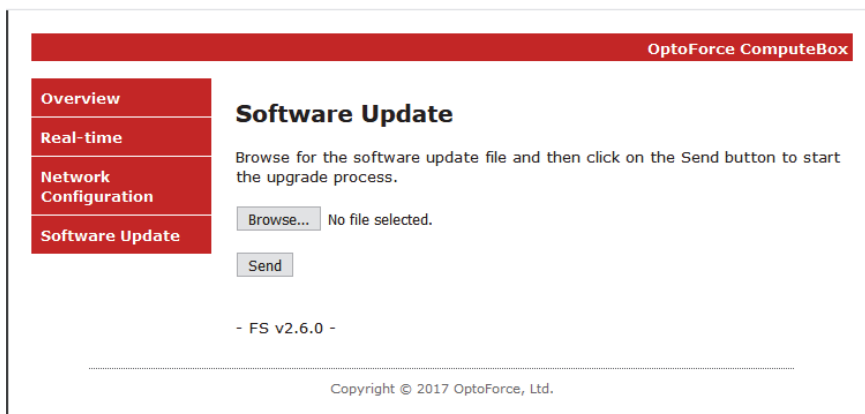 OptoForce ComputeBox
Overview
Real-time
Network
Configuration
Software Update
Software Update
Browse for the software update file and then click on the Send button to start
the upgrade process.
Browse... No file selected.
Send
- FS v2.6.0 -
Copyright © 2017 OptoForce, Ltd.